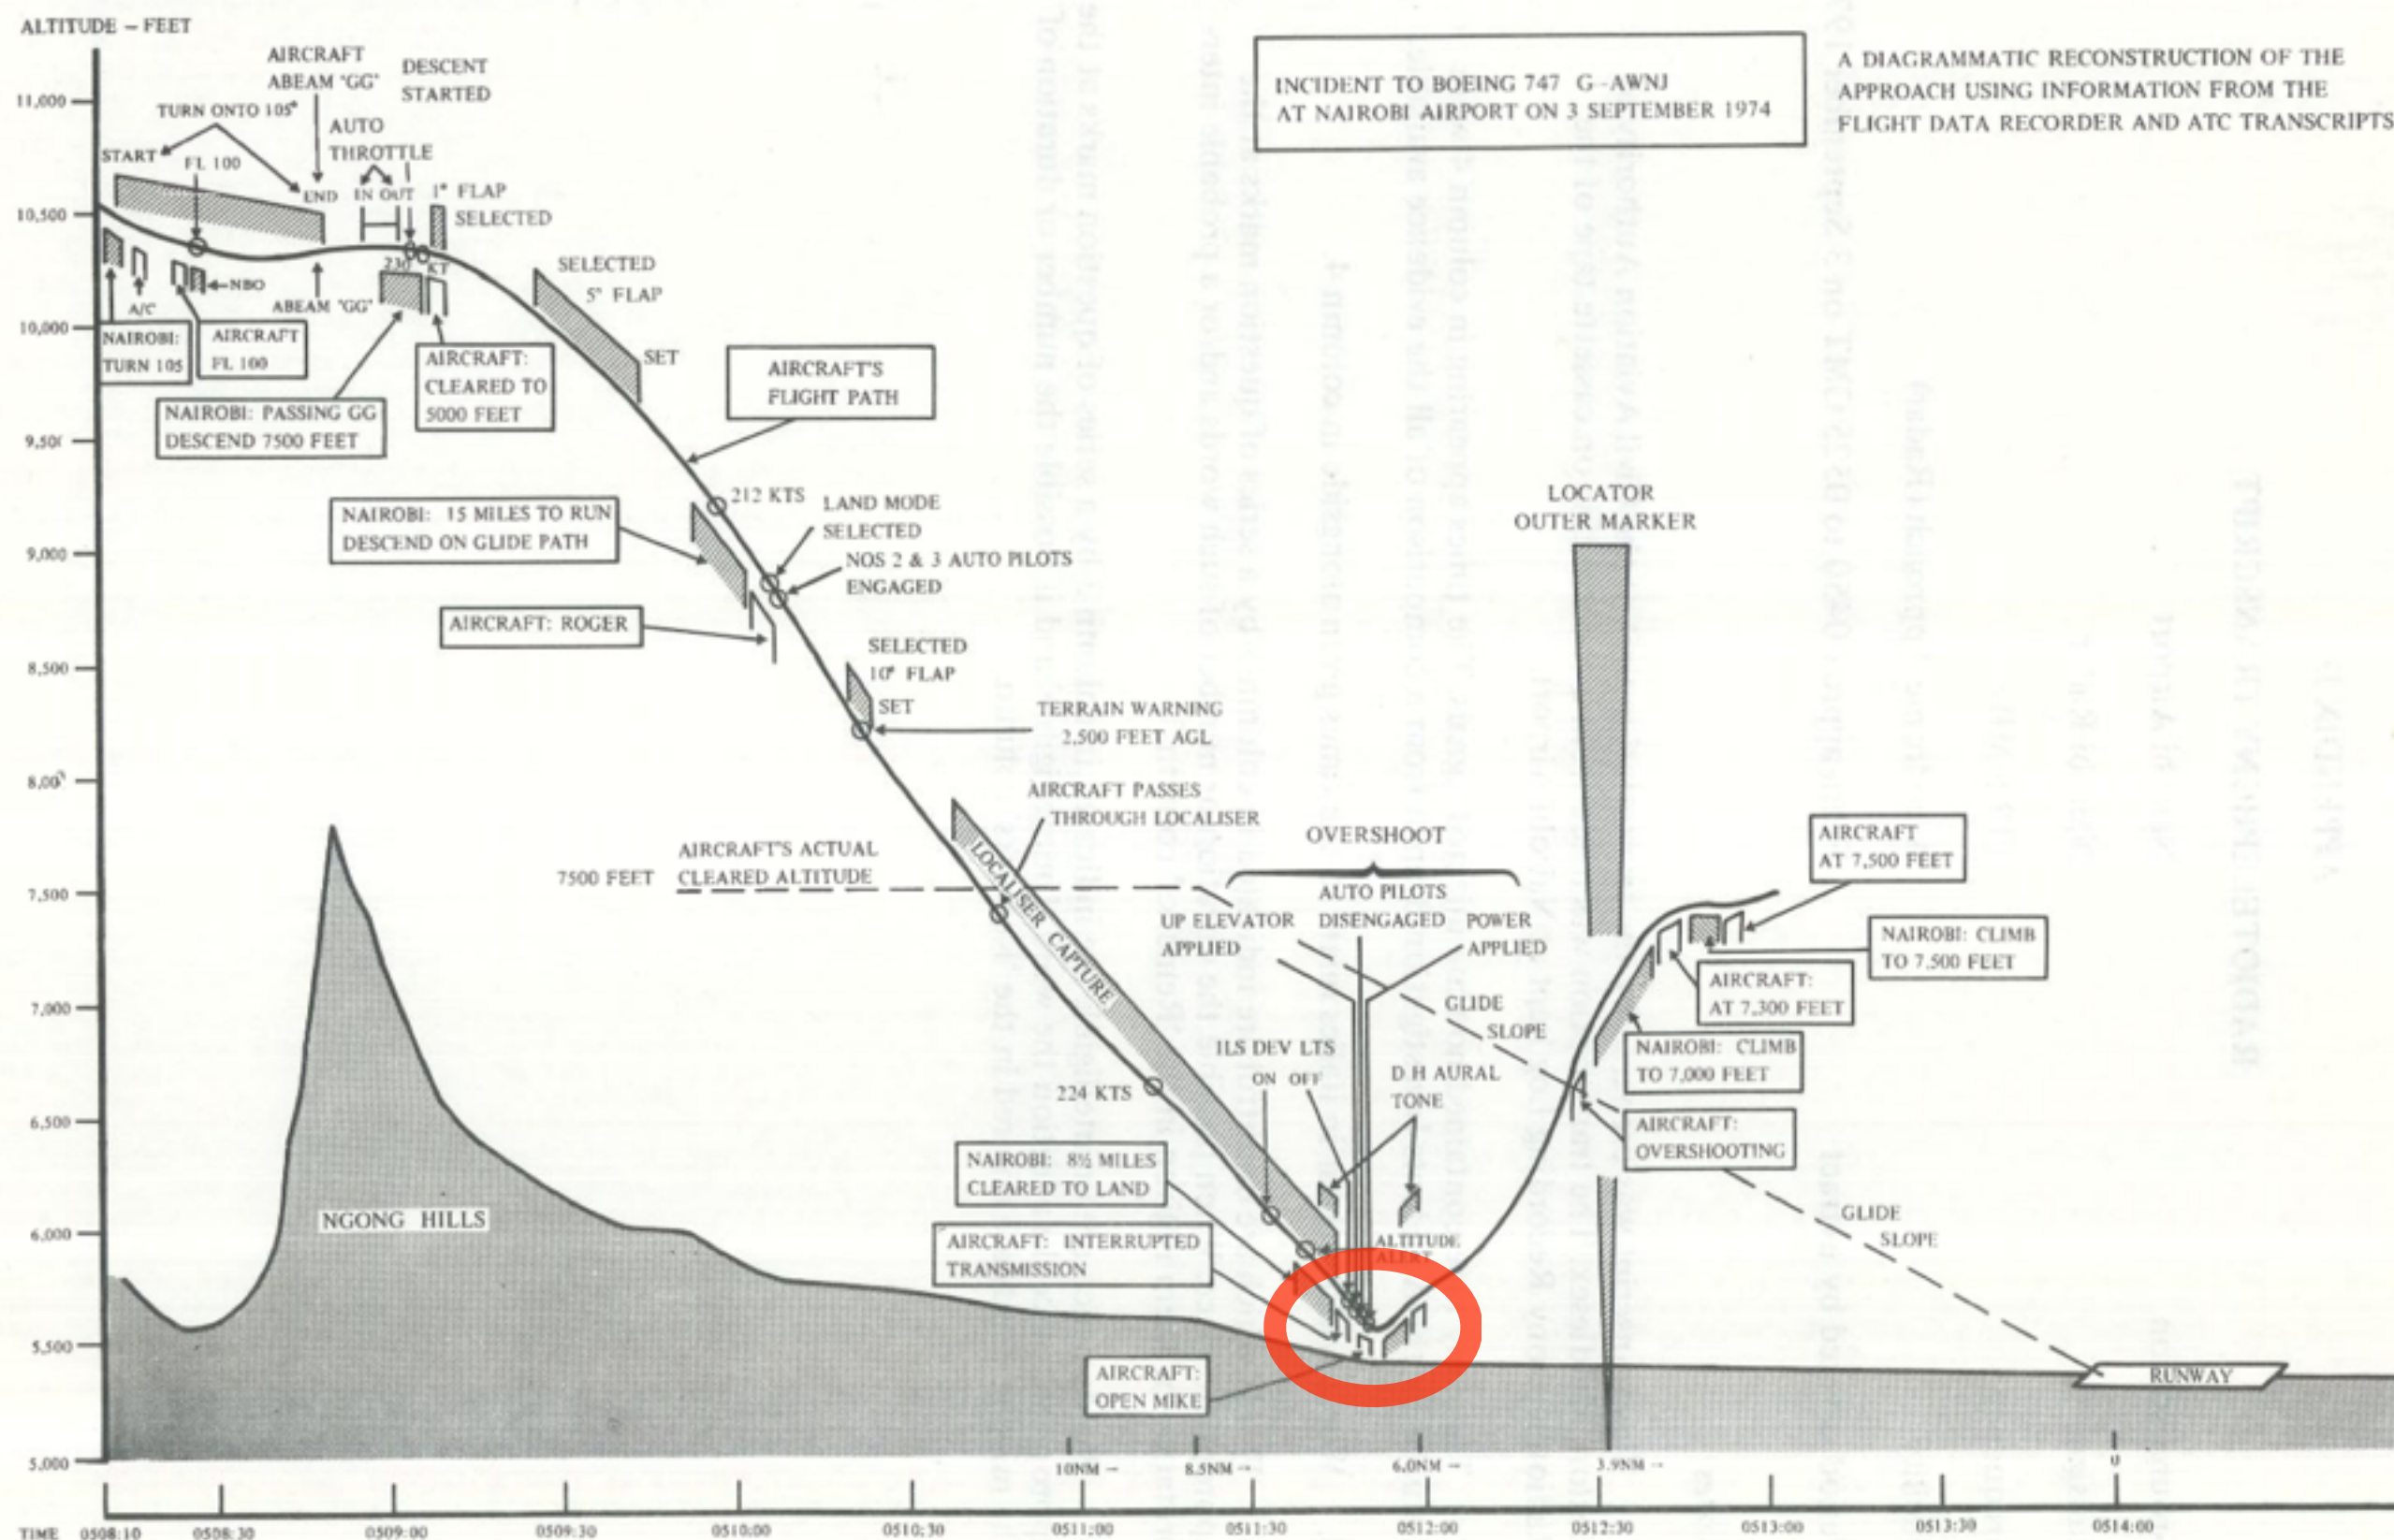 ALTITUDE – FEET
INCIDENT TO BOEING 747 G-AWNJ
AT NAIROBI AIRPORT ON 3 SEPTEMBER 1974
A DIAGRAMMATIC RECONSTRUCTION OF THE
APPROACH USING INFORMATION FROM THE
FLIGHT DATA RECORDER AND ATC TRANSCRIPTS
11,000
10,500
10,000
9,50
9,000
8,500
8,00
7,500
7,000
6,500
6,000
5,500
5,000
AIRCRAFT
ABEAM "GG"
DESCENT
STARTED
TURN ONTO 105°
AUTO
THROTTLE
START
FL 100
END
IN OUT
1° FLAP
SELECTED
230 KT
NBO
A/C
ABEAM "GG"
NAIROBI:
TURN 105
AIRCRAFT
FL 100
AIRCRAFT:
CLEARED TO
5000 FEET
NAIROBI: PASSING GG
DESCEND 7500 FEET
SELECTED
5° FLAP
SET
AIRCRAFT'S
FLIGHT PATH
212 KTS
LAND MODE
SELECTED
NOS 2 & 3 AUTO PILOTS
ENGAGED
NAIROBI: 15 MILES TO RUN
DESCEND ON GLIDE PATH
AIRCRAFT: ROGER
SELECTED
10° FLAP
SET
TERRAIN WARNING
2,500 FEET AGL
AIRCRAFT PASSES
THROUGH LOCALISER
LOCALISER CAPTURE
7500 FEET
AIRCRAFT'S ACTUAL
CLEARED ALTITUDE
LOCATOR
OUTER MARKER
OVERSHOOT
AUTO PILOTS
DISENGAGED
UP ELEVATOR
APPLIED
POWER
APPLIED
GLIDE
SLOPE
ILS DEV LTS
ON OFF
D H AURAL
TONE
224 KTS
NAIROBI: 8½ MILES
CLEARED TO LAND
AIRCRAFT: INTERRUPTED
TRANSMISSION
ALTITUDE
ALERT
AIRCRAFT:
OPEN MIKE
AIRCRAFT
AT 7,500 FEET
NAIROBI: CLIMB
TO 7,500 FEET
AIRCRAFT:
AT 7,300 FEET
NAIROBI: CLIMB
TO 7,000 FEET
AIRCRAFT:
OVERSHOOTING
GLIDE
SLOPE
NGONG HILLS
RUNWAY
10NM
8.5NM
6.0NM
3.9NM
0
TIME 0508:10 0508:30 0509:00 0509:30 0510:00 0510:30 0511:00 0511:30 0512:00 0512:30 0513:00 0513:30 0514:00